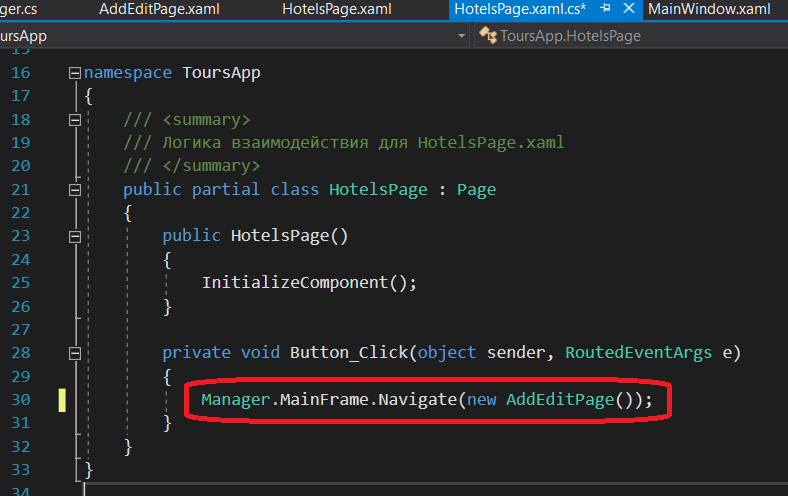 ger.cs AddEditPage.xaml HotelsPage.xaml HotelsPage.xaml.cs* MainWindow.xaml
oursApp ToursApp.HotelsPage
15
16 namespace ToursApp
17 {
18 /// <summary>
19 /// Логика взаимодействия для HotelsPage.xaml
20 /// </summary>
21 public partial class HotelsPage : Page
22 {
23 public HotelsPage()
24 {
25 InitializeComponent();
26 }
27
28 private void Button_Click(object sender, RoutedEventArgs e)
29 {
30 Manager.MainFrame.Navigate(new AddEditPage());
31 }
32 }
33 }
34